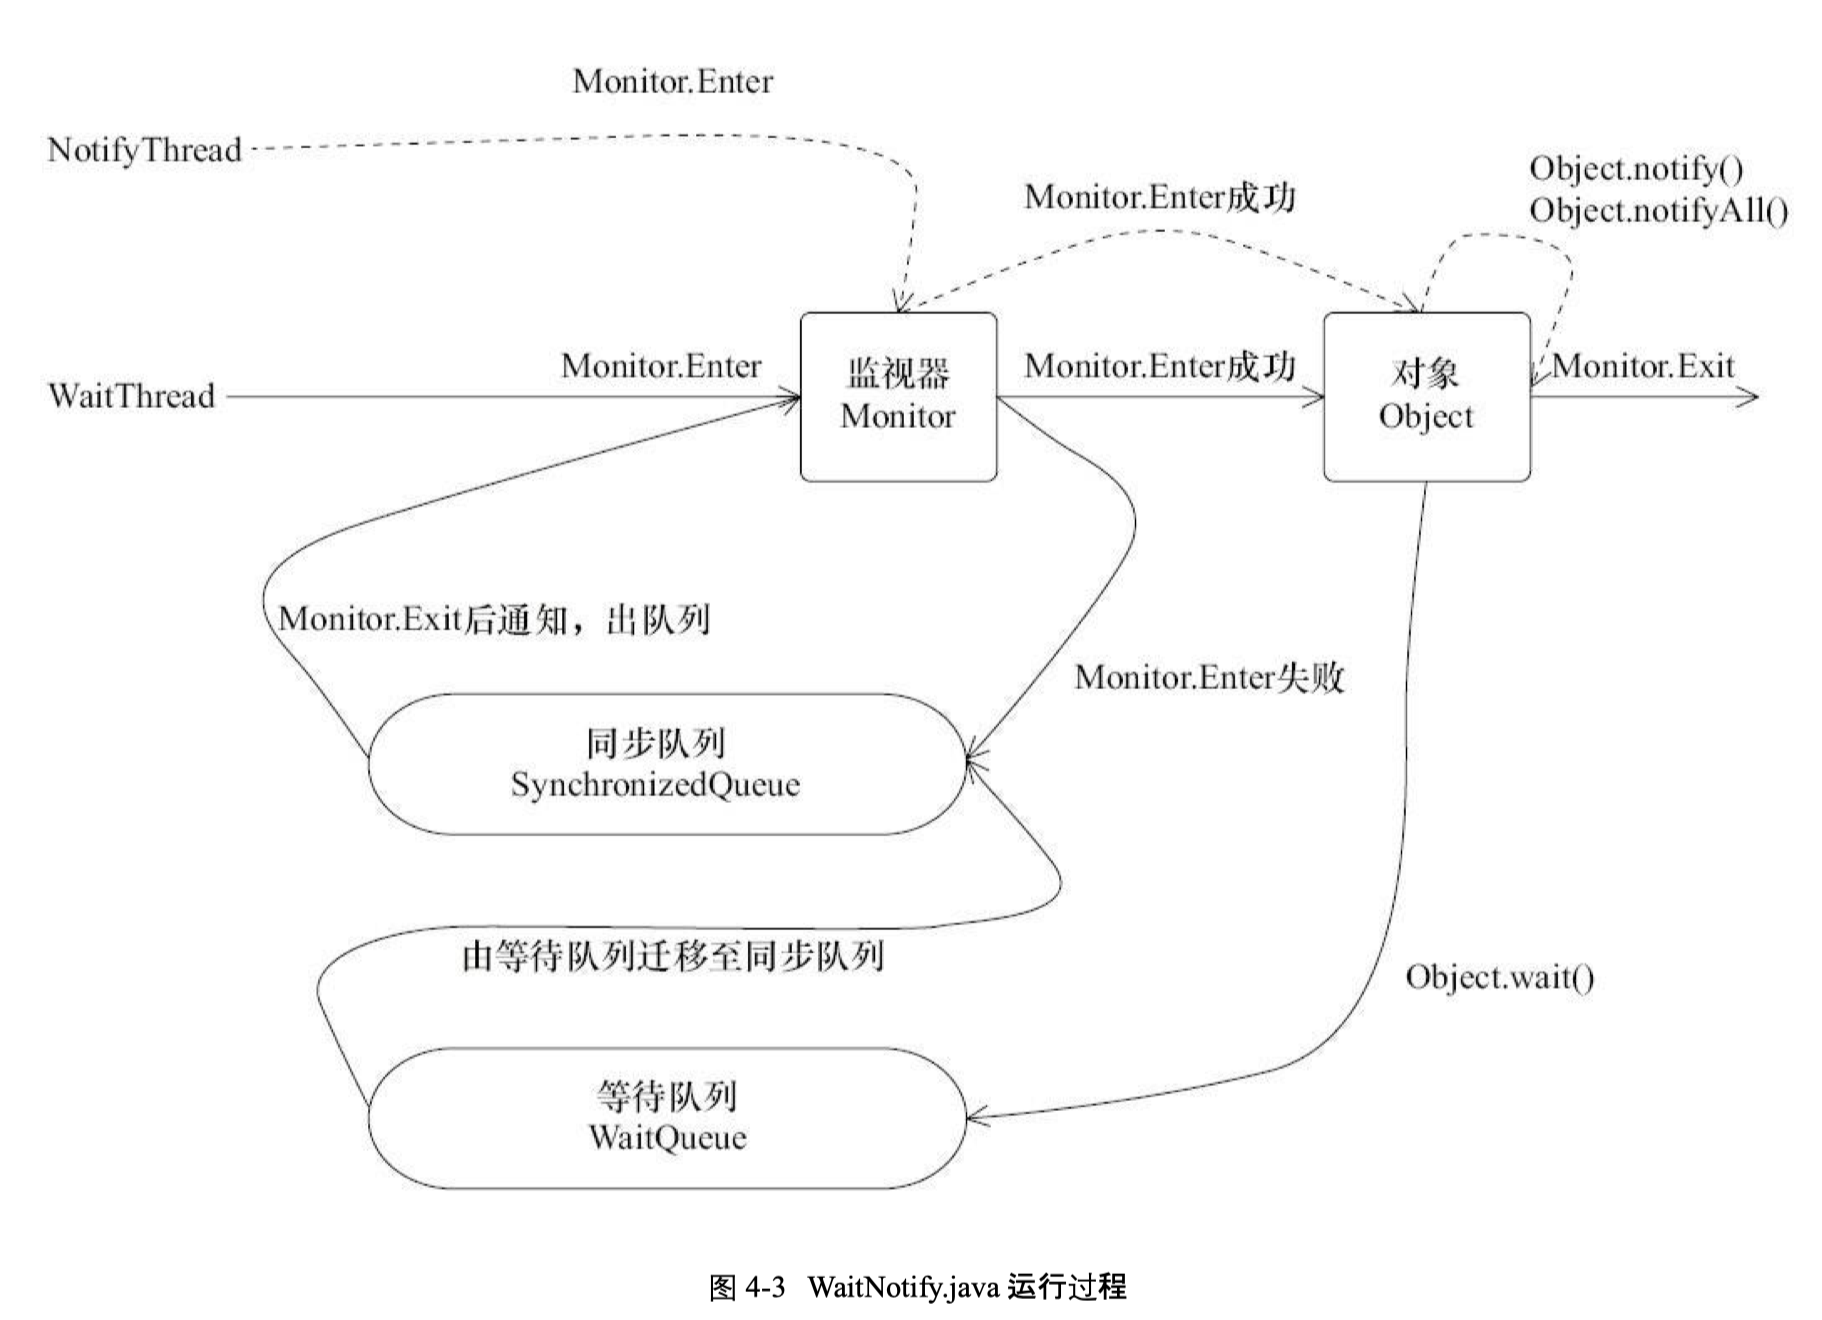 Monitor.Enter
NotifyThread
Object.notify()
Monitor.Enter成功
Object.notifyAll()
Monitor.Enter
监视器
Monitor
Monitor.Enter成功
对象
Object
Monitor.Exit
WaitThread
Monitor.Exit后通知，出队列
Monitor.Enter失败
同步队列
SynchronizedQueue
由等待队列迁移至同步队列
Object.wait()
等待队列
WaitQueue
图 4-3 WaitNotify.java 运行过程